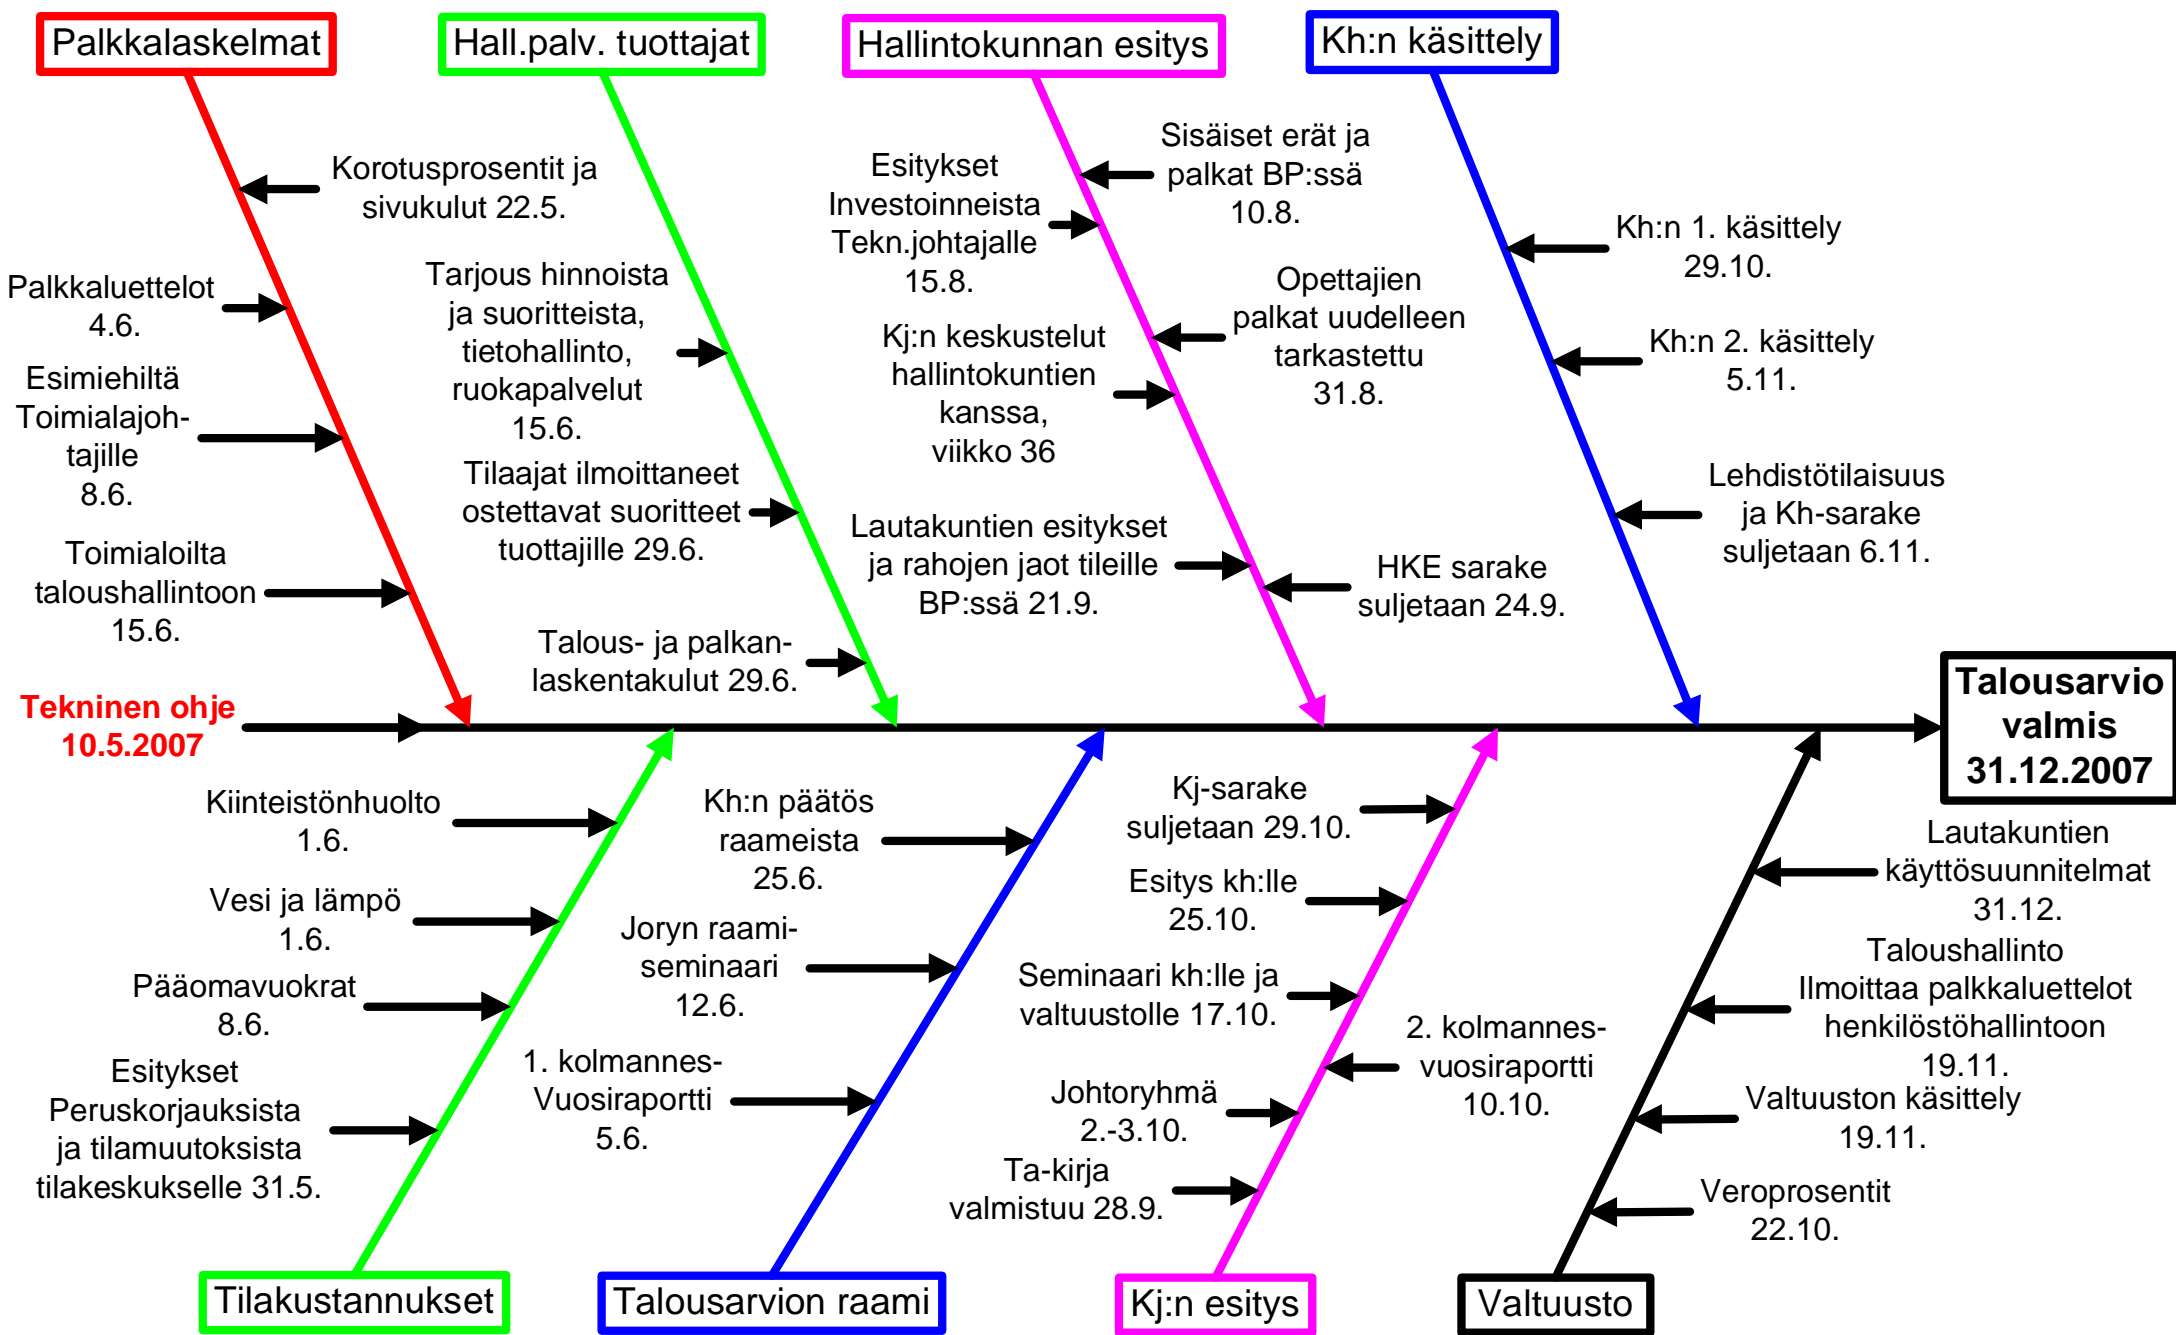 Palkkalaskelmat
Hall.palv. tuottajat
Hallintokunnan esitys
Kh:n käsittely
Korotusprosentit ja
sivukulut 22.5.
Palkkaluettelot
4.6.
Esimiehiltä
Toimialajoh-
tajille
8.6.
Toimialoilta
taloushallintoon
15.6.
Tarjous hinnoista
ja suoritteista,
tietohallinto,
ruokapalvelut
15.6.
Tilaajat ilmoittaneet
ostettavat suoritteet
tuottajille 29.6.
Talous- ja palkan-
laskentakulut 29.6.
Sisäiset erät ja
palkat BP:ssä
10.8.
Esitykset
Investoinneista
Tekn.johtajalle
15.8.
Opettajien
palkat uudelleen
tarkastettu
31.8.
Kj:n keskustelut
hallintokuntien
kanssa,
viikko 36
Lautakuntien esitykset
ja rahojen jaot tileille
BP:ssä 21.9.
HKE sarake
suljetaan 24.9.
Kh:n 1. käsittely
29.10.
Kh:n 2. käsittely
5.11.
Lehdistötilaisuus
ja Kh-sarake
suljetaan 6.11.
Tekninen ohje
10.5.2007
Talousarvio
valmis
31.12.2007
Kiinteistönhuolto
1.6.
Vesi ja lämpö
1.6.
Pääomavuokrat
8.6.
Esitykset
Peruskorjauksista
ja tilamuutoksista
tilakeskukselle 31.5.
Kh:n päätös
raameista
25.6.
Joryn raami-
seminaari
12.6.
1. kolmannes-
Vuosiraportti
5.6.
Kj-sarake
suljetaan 29.10.
Esitys kh:lle
25.10.
Seminaari kh:lle ja
valtuustolle 17.10.
2. kolmannes-
vuosiraportti
10.10.
Johtoryhmä
2.-3.10.
Ta-kirja
valmistuu 28.9.
Lautakuntien
käyttösuunnitelmat
31.12.
Taloushallinto
Ilmoittaa palkkaluettelot
henkilöstöhallintoon
19.11.
Valtuuston käsittely
19.11.
Veroprosentit
22.10.
Tilakustannukset
Talousarvion raami
Kj:n esitys
Valtuusto